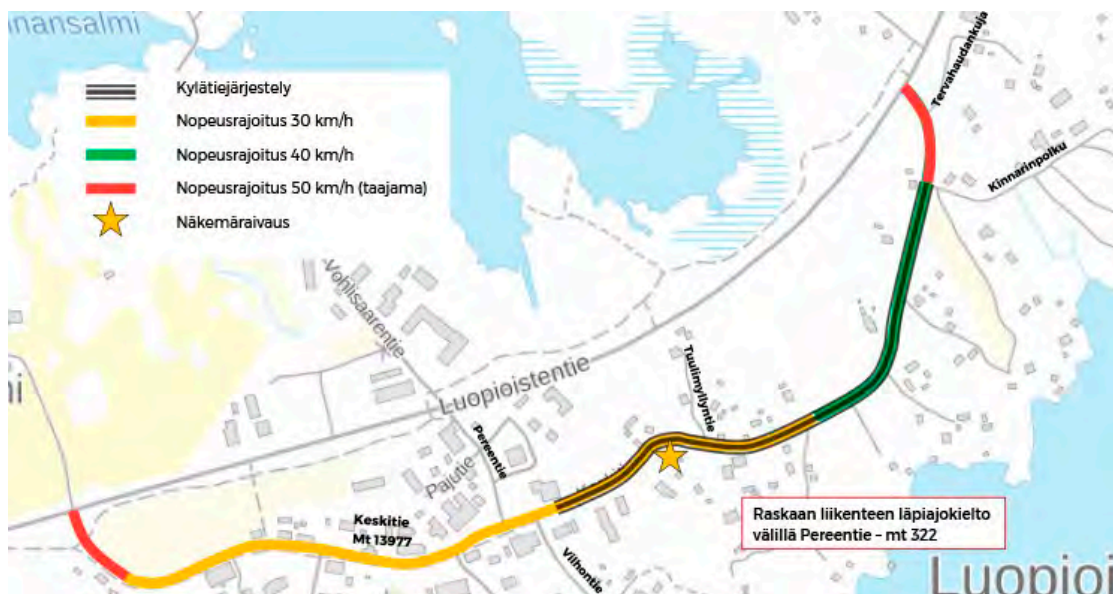 nnansalmi
Kylätiejärjestely
Nopeusrajoitus 30 km/h
Nopeusrajoitus 40 km/h
Nopeusrajoitus 50 km/h (taajama)
Näkemäraivaus
Tervahaudankuja
Kinnarinpolku
Vohlisaarentie
Luopioistentie
Tuulimyllyntie
Pereentie
Pajutie
Keskitie
Mt 13977
Vilhontie
Raskaan liikenteen läpiajokielto
välillä Pereentie – mt 322
Luopioi